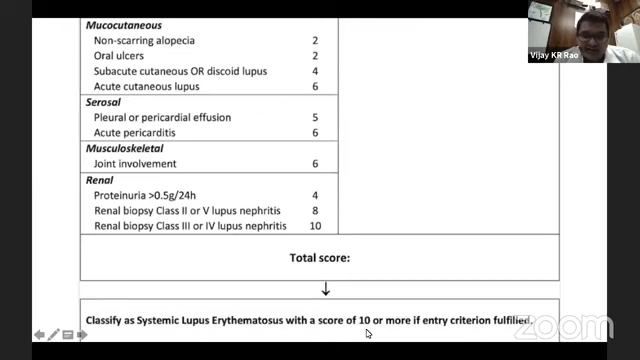 Mucocutaneous
Non-scarring alopecia 2
Oral ulcers 2
Subacute cutaneous OR discoid lupus 4
Acute cutaneous lupus 6
Serosal
Pleural or pericardial effusion 5
Acute pericarditis 6
Musculoskeletal
Joint involvement 6
Renal
Proteinuria >0.5g/24h 4
Renal biopsy Class II or V lupus nephritis 8
Renal biopsy Class III or IV lupus nephritis 10
Total score:
Classify as Systemic Lupus Erythematosus with a score of 10 or more if entry criterion fulfilled.
Vijay KR Rao
zoom